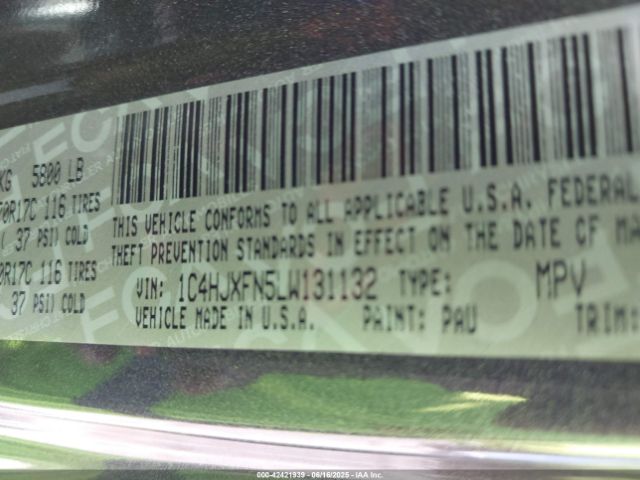 KG 5800 LB
70R17C 116 TIRES
37 PSI) COLD
0R17C 116 TIRES
37 PSI) COLD
THIS VEHICLE CONFORMS TO ALL APPLICABLE U.S.A. FEDERAL
THEFT PREVENTION STANDARDS IN EFFECT ON THE DATE OF MA
VIN: 1C4HJXFN5LW131132 TYPE: MPV
VEHICLE MADE IN U.S.A. PAINT: PAU TRIM:
000-42421939 - 06/16/2025 - IAA Inc.